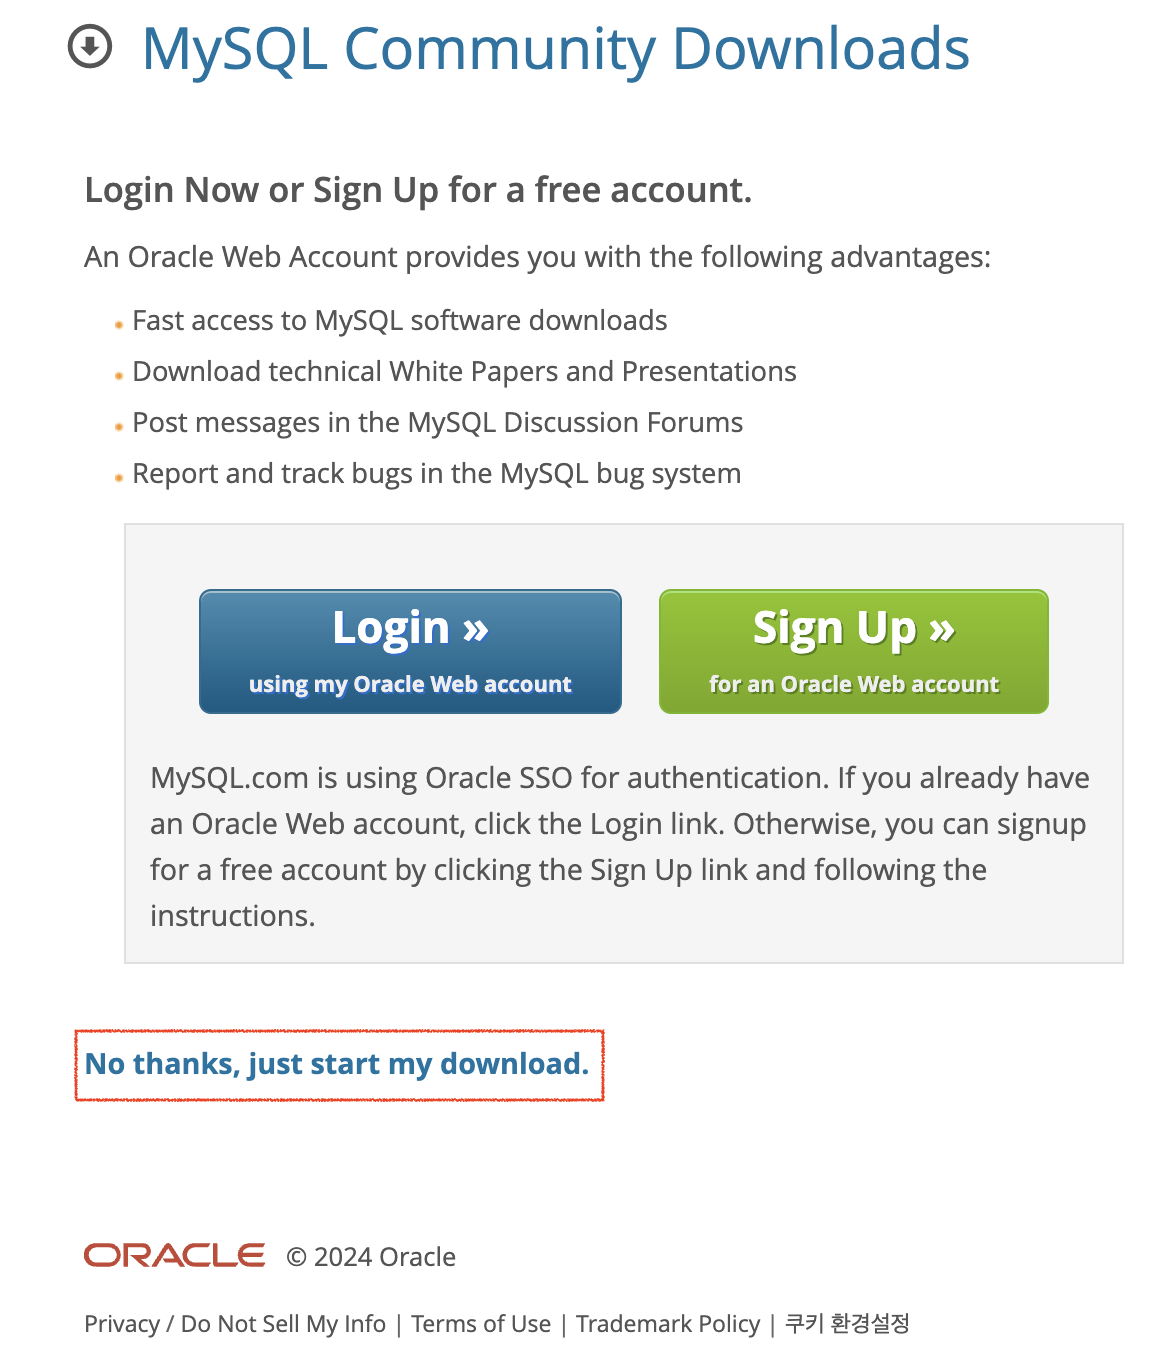 MySQL Community Downloads
Login Now or Sign Up for a free account.
An Oracle Web Account provides you with the following advantages:
Fast access to MySQL software downloads
Download technical White Papers and Presentations
Post messages in the MySQL Discussion Forums
Report and track bugs in the MySQL bug system
Login »
using my Oracle Web account
Sign Up »
for an Oracle Web account
MySQL.com is using Oracle SSO for authentication. If you already have
an Oracle Web account, click the Login link. Otherwise, you can signup
for a free account by clicking the Sign Up link and following the
instructions.
No thanks, just start my download.
ORACLE © 2024 Oracle
Privacy / Do Not Sell My Info | Terms of Use | Trademark Policy | 쿠키 환경설정